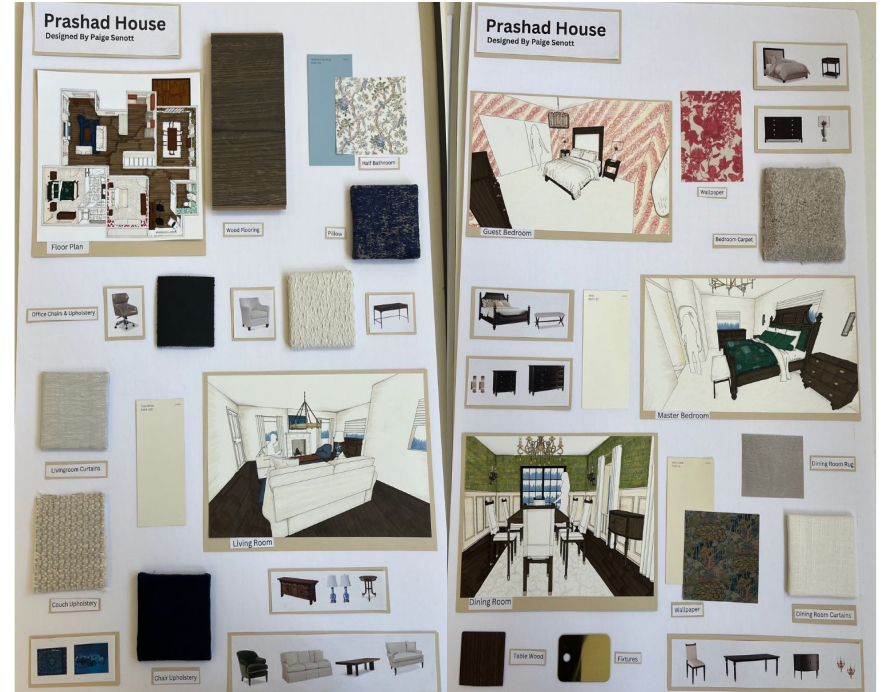 Prashad House
Designed By Paige Senott
Floor Plan
Wood Flooring
Half Bathroom
Pillow
Office Chairs & Upholstery
Livingroom Curtains
Living Room
Couch Upholstery
Chair Upholstery
Prashad House
Designed By Paige Senott
Guest Bedroom
Wallpaper
Bedroom Carpet
Master Bedroom
Dining Room Rug
Dining Room
Wallpaper
Dining Room Curtains
Table Wood
Fixtures